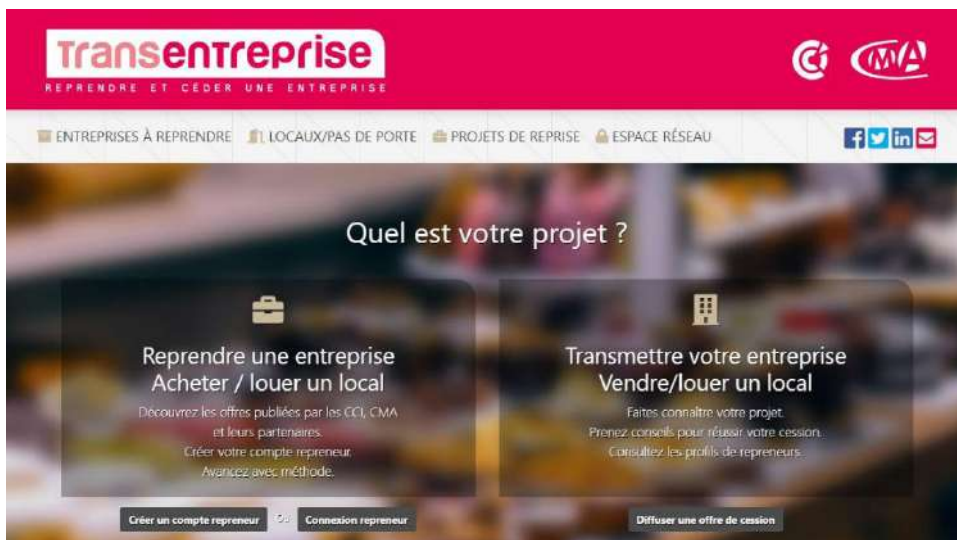 Transentreprise
REPRENDRE ET CÉDER UNE ENTREPRISE
CCI CMA
ENTREPRISES À REPRENDRE LOCAUX/PAS DE PORTE PROJETS DE REPRISE ESPACE RÉSEAU
Quel est votre projet ?
Reprendre une entreprise
Acheter / louer un local
Découvrez les offres publiées par les CCI, CMA
et leurs partenaires.
Créer votre compte repreneur.
Avancez avec méthode.
Créer un compte repreneur Ou Connexion repreneur
Transmettre votre entreprise
Vendre/louer un local
Faites connaître votre projet.
Prenez conseils pour réussir votre cession.
Consultez les profils de repreneurs.
Diffuser une offre de cession